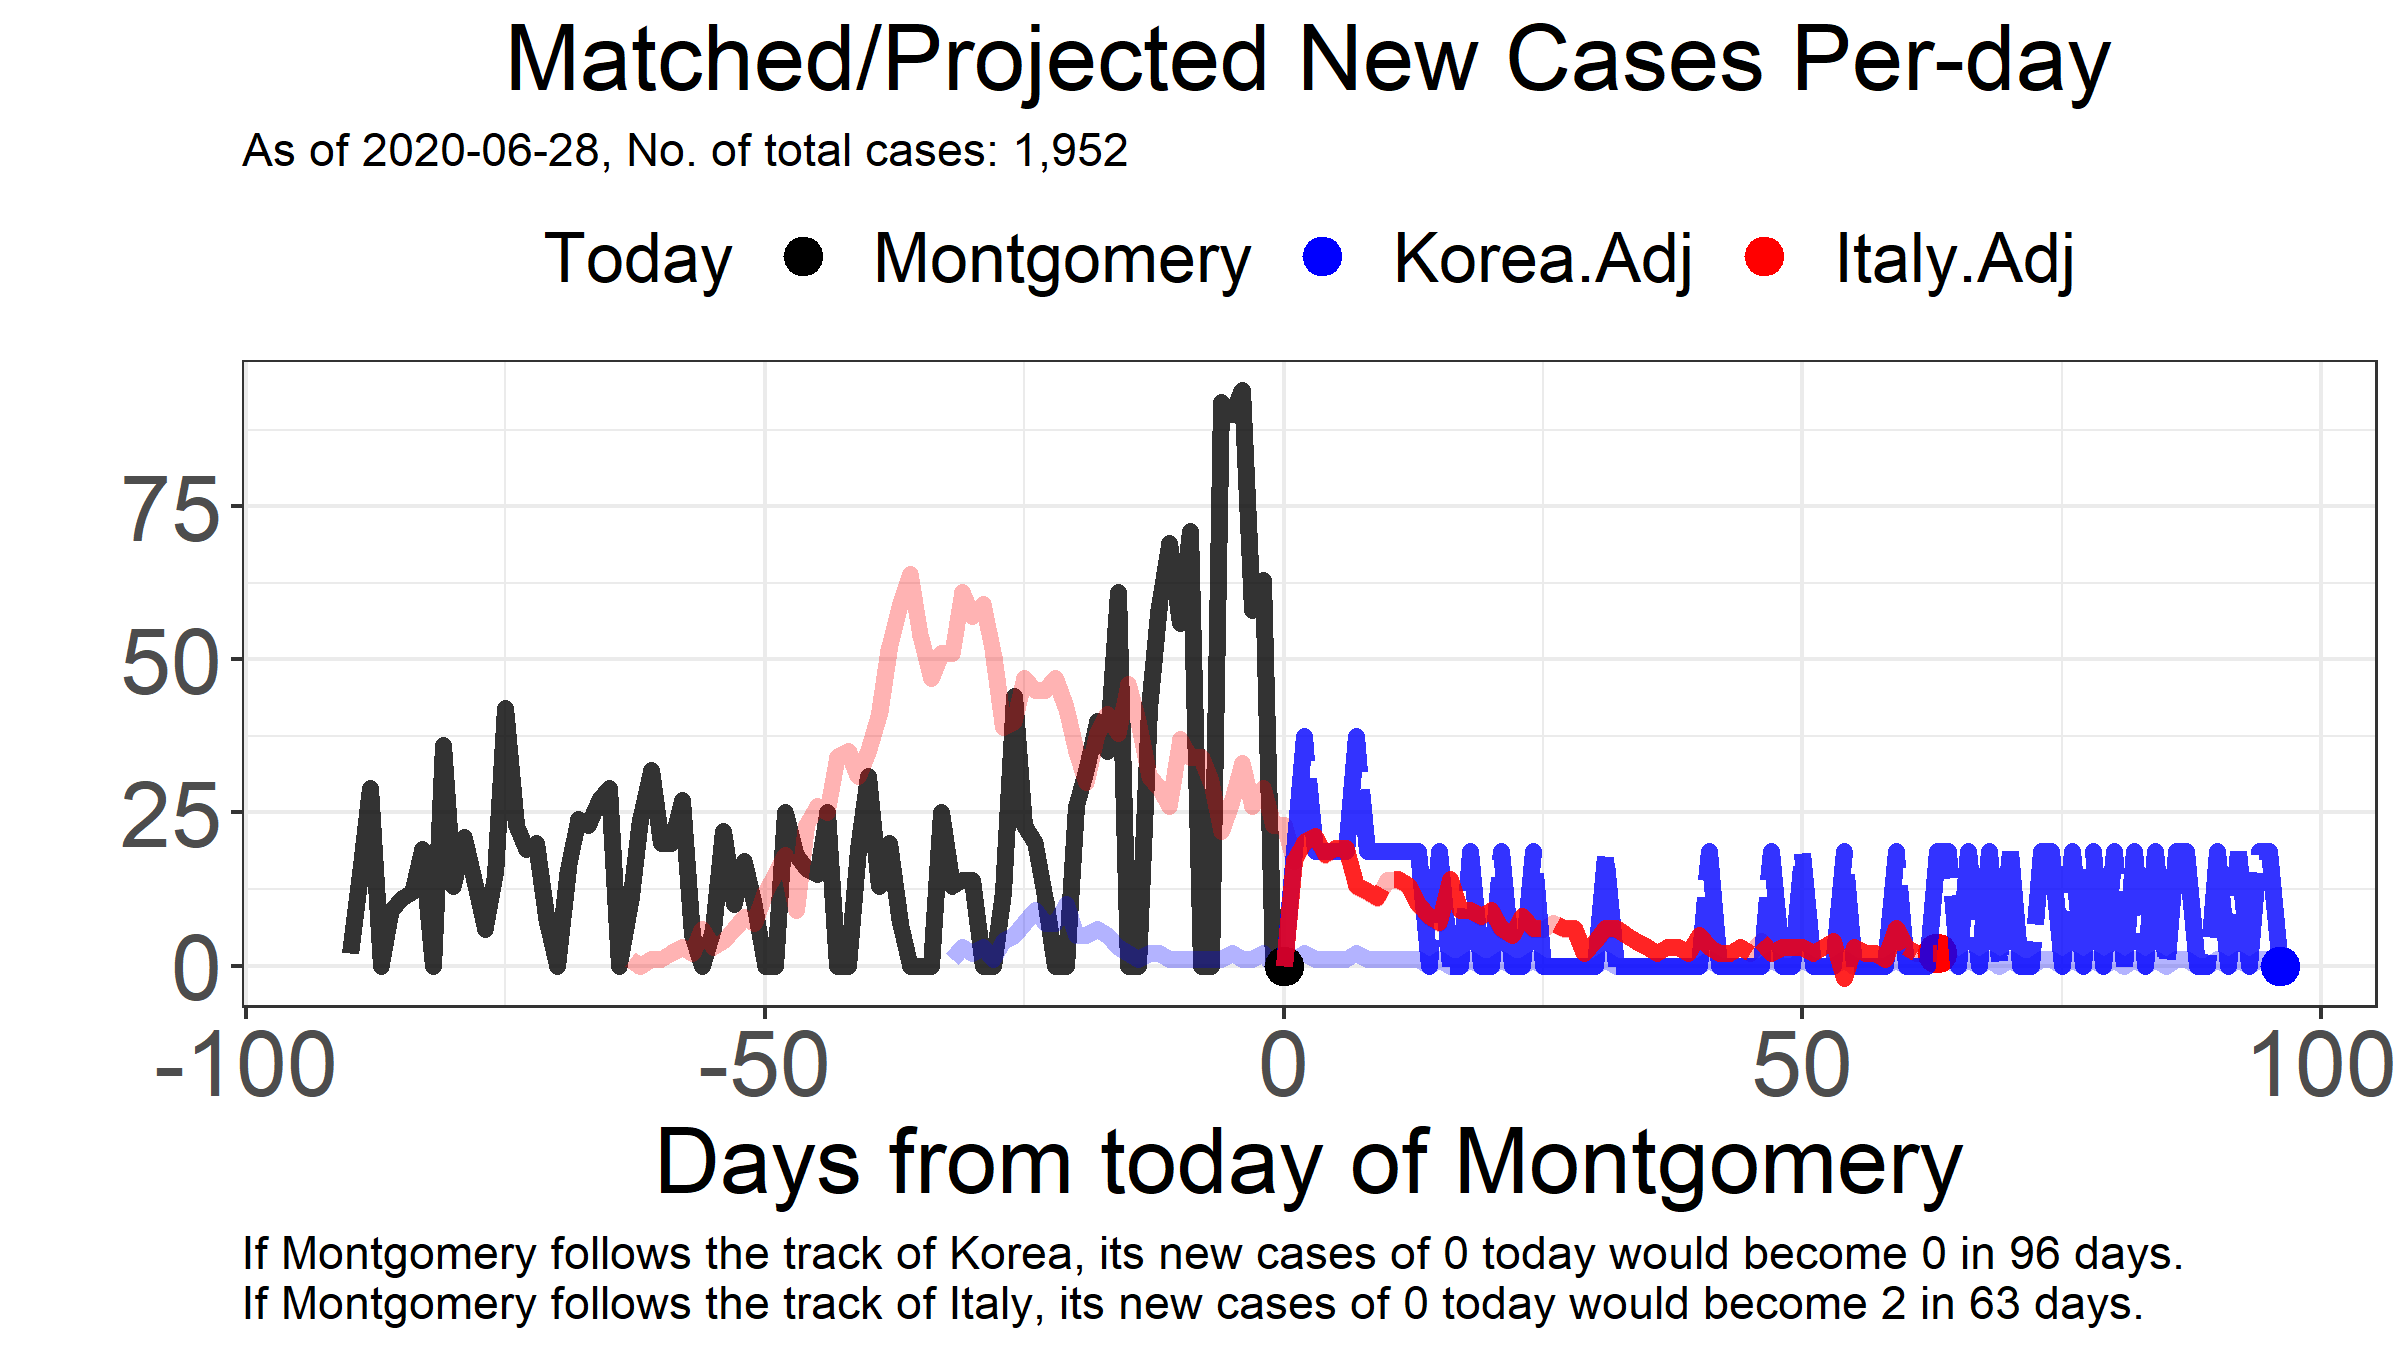 Matched/Projected New Cases Per-day
As of 2020-06-28, No. of total cases: 1,952
Today Montgomery Korea.Adj Italy.Adj
75
50
25
0
-100 -50 0 50 100
Days from today of Montgomery
If Montgomery follows the track of Korea, its new cases of 0 today would become 0 in 96 days.
If Montgomery follows the track of Italy, its new cases of 0 today would become 2 in 63 days.